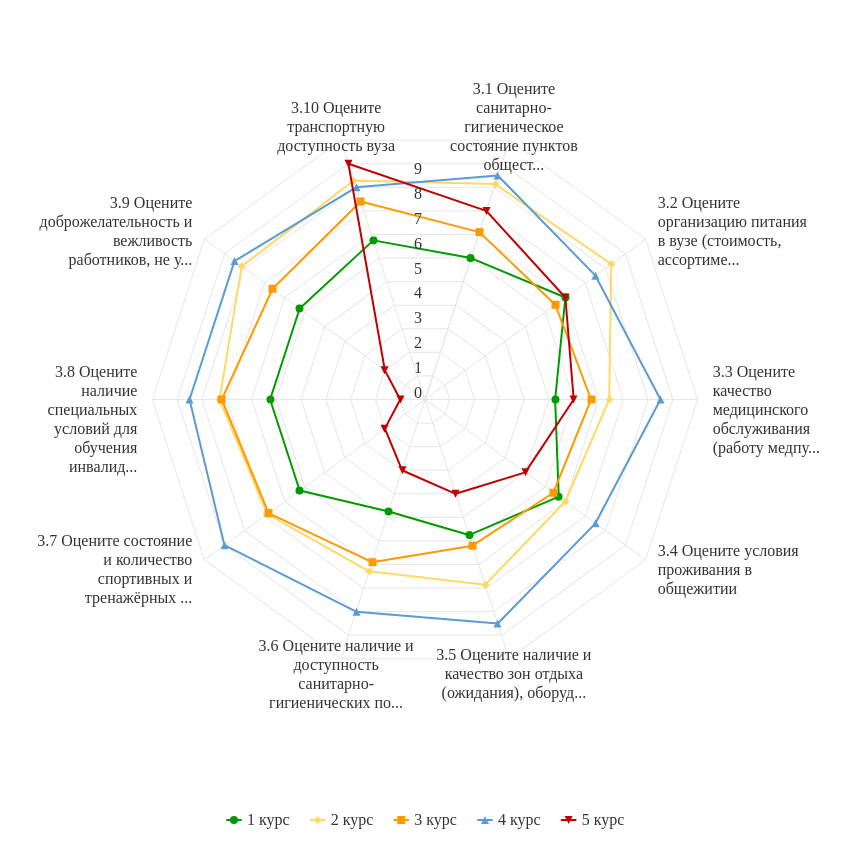 3.1 Оцените
санитарно-
гигиеническое
состояние пунктов
общест...
3.10 Оцените
транспортную
доступность вуза
9
8
7
6
5
4
3
2
1
0
3.9 Оцените
доброжелательность и
вежливость
работников, не у...
3.2 Оцените
организацию питания
в вузе (стоимость,
ассортиме...
3.8 Оцените
наличие
специальных
условий для
обучения
инвалид...
3.3 Оцените
качество
медицинского
обслуживания
(работу медпу...
3.7 Оцените состояние
и количество
спортивных и
тренажёрных ...
3.4 Оцените условия
проживания в
общежитии
3.6 Оцените наличие и
доступность
санитарно-
гигиенических по...
3.5 Оцените наличие и
качество зон отдыха
(ожидания), оборуд...
1 курс 2 курс 3 курс 4 курс 5 курс